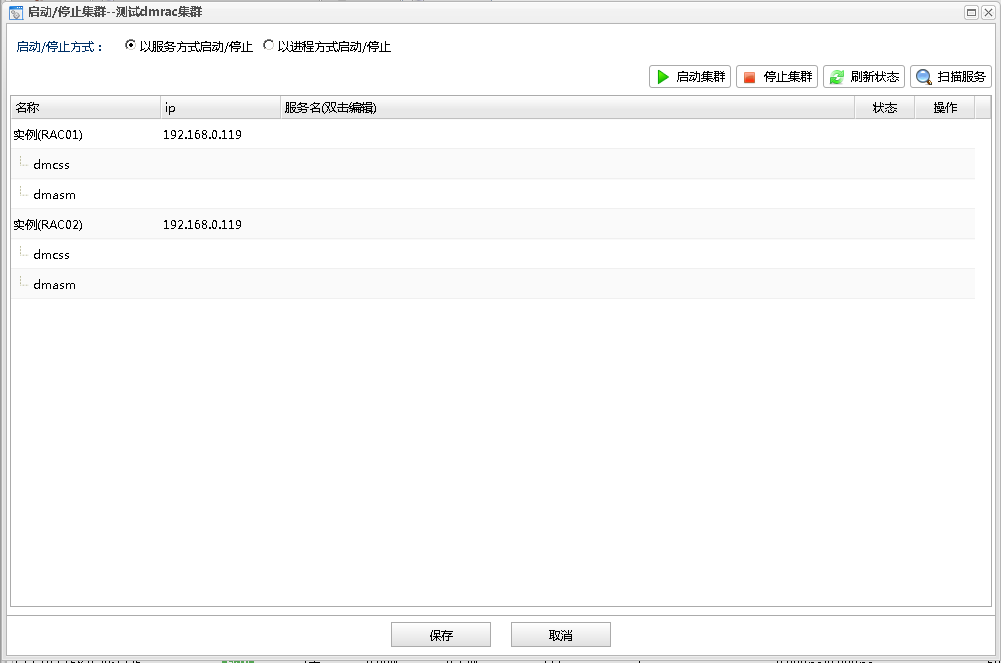 启动/停止集群--测试dmrac集群
启动/停止方式： 以服务方式启动/停止 以进程方式启动/停止
启动集群 停止集群 刷新状态 扫描服务
名称 ip 服务名(双击编辑) 状态 操作
实例(RAC01) 192.168.0.119
dmcss
dmasm
实例(RAC02) 192.168.0.119
dmcss
dmasm
保存 取消